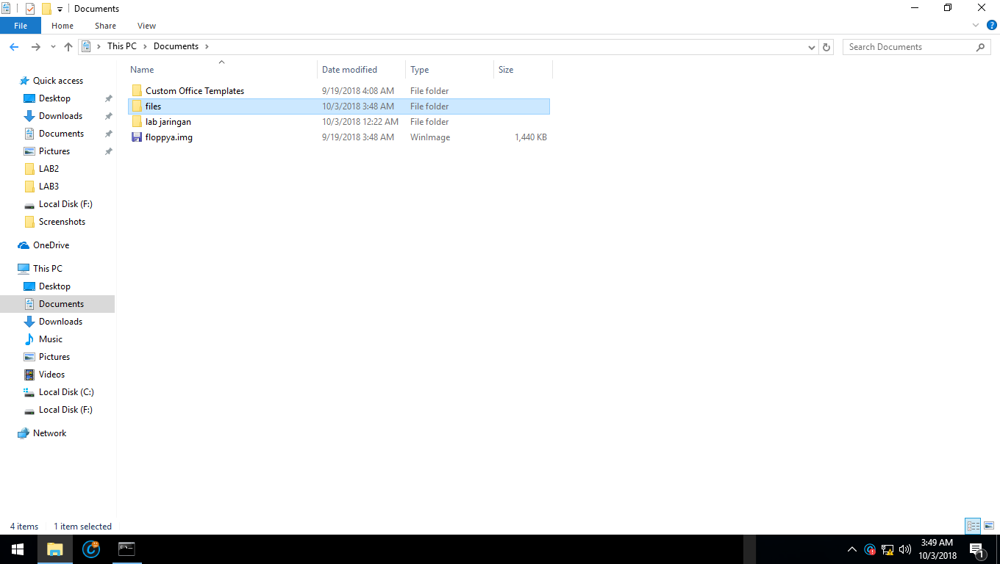 Documents
File Home Share View
This PC Documents Search Documents
Name Date modified Type Size
Custom Office Templates 9/19/2018 4:08 AM File folder
files 10/3/2018 3:48 AM File folder
lab jaringan 10/3/2018 12:22 AM File folder
floppya.img 9/19/2018 3:48 AM WinImage 1,440 KB
Quick access
Desktop
Downloads
Documents
Pictures
LAB2
LAB3
Local Disk (F:)
Screenshots
OneDrive
This PC
Desktop
Documents
Downloads
Music
Pictures
Videos
Local Disk (C:)
Local Disk (F:)
Network
4 items 1 item selected
3:49 AM
10/3/2018
1